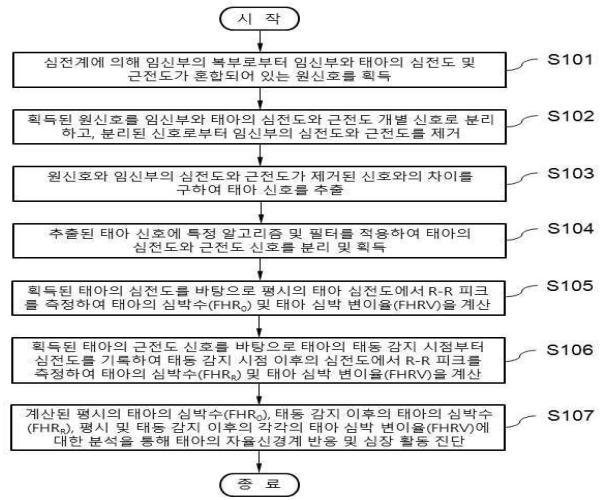 시 작
심전계에 의해 임신부의 복부로부터 임신부와 태아의 심전도 및
근전도가 혼합되어 있는 원신호를 획득
S101
획득된 원신호를 임신부와 태아의 심전도와 근전도 개별 신호로 분리
하고, 분리된 신호로부터 임신부의 심전도와 근전도를 제거
S102
원신호와 임신부의 심전도와 근전도가 제거된 신호와의 차이를
구하여 태아 신호를 추출
S103
추출된 태아 신호에 특정 알고리즘 및 필터를 적용하여 태아의
심전도와 근전도 신호를 분리 및 획득
S104
획득된 태아의 심전도를 바탕으로 평시의 태아 심전도에서 R-R 피크
를 측정하여 태아의 심박수(FHR₀) 및 태아 심박 변이율(FHRV)을 계산
S105
획득된 태아의 근전도 신호를 바탕으로 태아의 태동 감지 시점부터
심전도를 기록하여 태동 감지 시점 이후의 심전도에서 R-R 피크를
측정하여 태아의 심박수(FHR_R) 및 태아 심박 변이율(FHRV)을 계산
S106
계산된 평시의 태아의 심박수(FHR₀), 태동 감지 이후의 태아의 심박수
(FHR_R), 평시 및 태동 감지 이후의 각각의 태아 심박 변이율(FHRV)에
대한 분석을 통해 태아의 자율신경계 반응 및 심장 활동 진단
S107
종 료